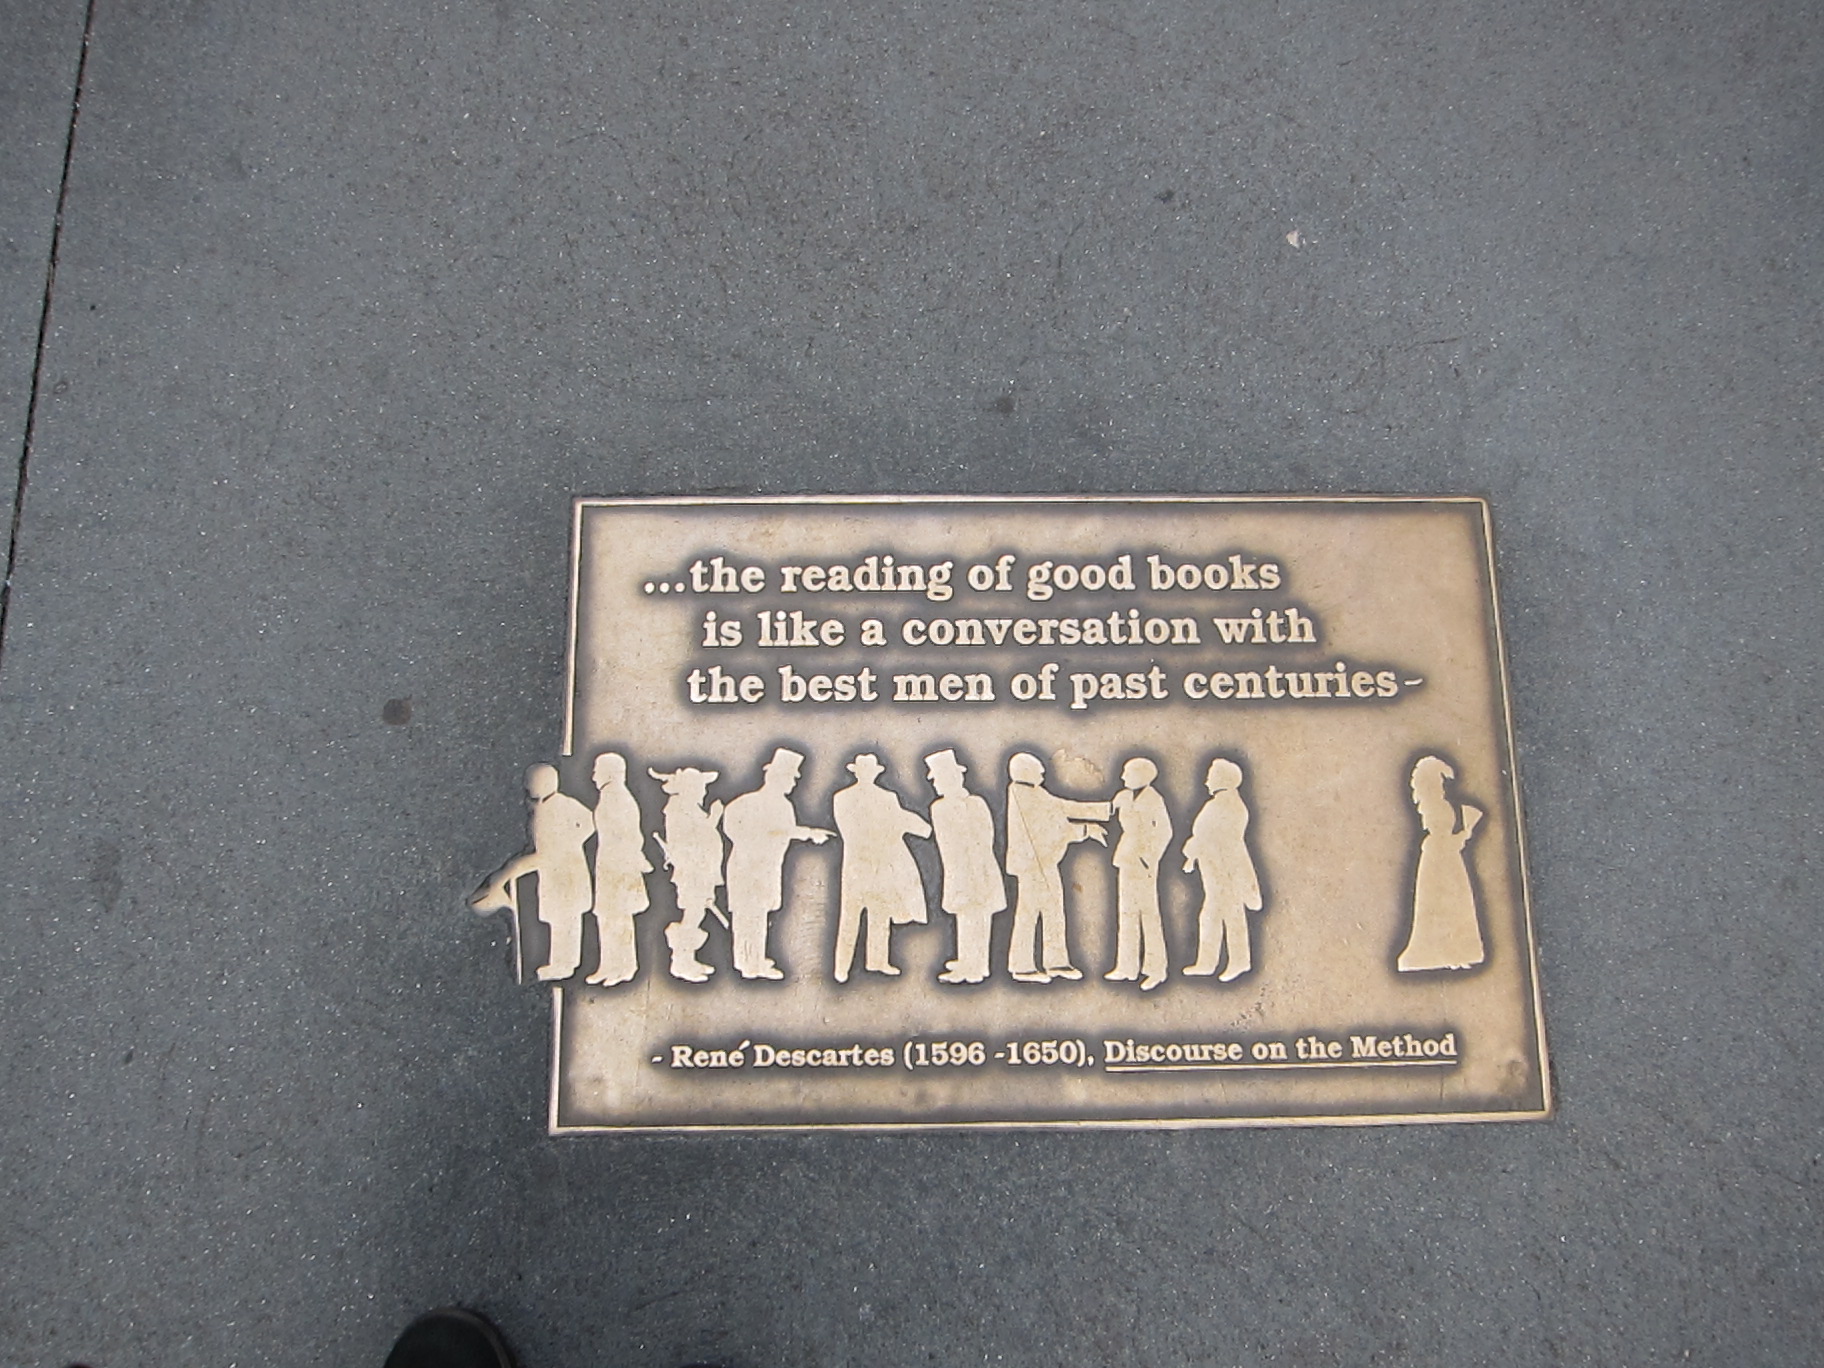 ...the reading of good books
is like a conversation with
the best men of past centuries-
- René Descartes (1596 -1650), Discourse on the Method